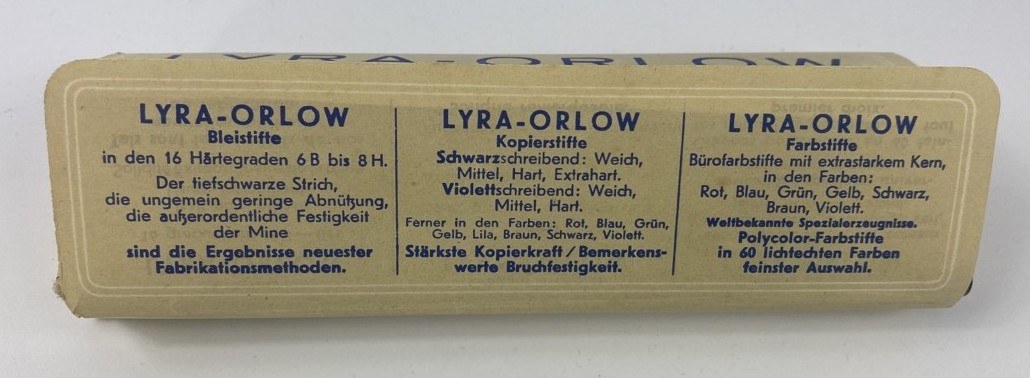 LYRA-ORLOW
LYRA-ORLOW
Bleistifte
in den 16 Härtegraden 6 B bis 8 H.
Der tiefschwarze Strich,
die ungemein geringe Abnützung,
die außerordentliche Festigkeit
der Mine
sind die Ergebnisse neuester
Fabrikationsmethoden.
LYRA-ORLOW
Kopierstifte
Schwarzschreibend: Weich,
Mittel, Hart, Extrahart.
Violettschreibend: Weich,
Mittel, Hart.
Ferner in den Farben: Rot, Blau, Grün,
Gelb, Lila, Braun, Schwarz, Violett.
Stärkste Kopierkraft / Bemerkens-
werte Bruchfestigkeit.
LYRA-ORLOW
Farbstifte
Bürofarbstifte mit extrastarkem Kern,
in den Farben:
Rot, Blau, Grün, Gelb, Schwarz,
Braun, Violett.
Weltbekannte Spezialerzeugnisse.
Polycolor-Farbstifte
in 60 lichtechten Farben
feinster Auswahl.